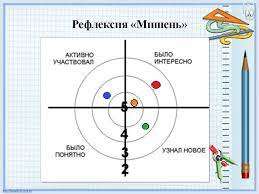 Рефлексия «Мишень»
АКТИВНО
УЧАСТВОВАЛ
БЫЛО
ИНТЕРЕСНО
5
4
3
2
БЫЛО
ПОНЯТНО
УЗНАЛ НОВОЕ